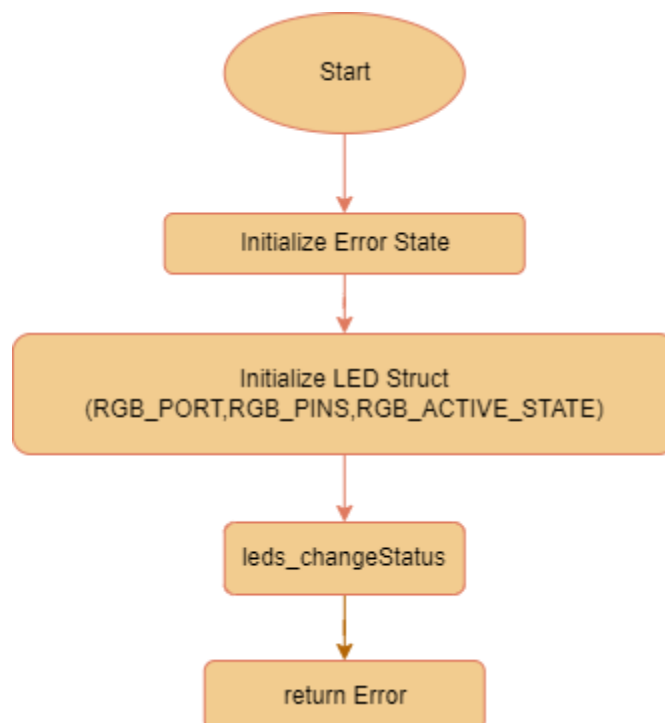 Start
Initialize Error State
Initialize LED Struct
(RGB_PORT,RGB_PINS,RGB_ACTIVE_STATE)
leds_changeStatus
return Error